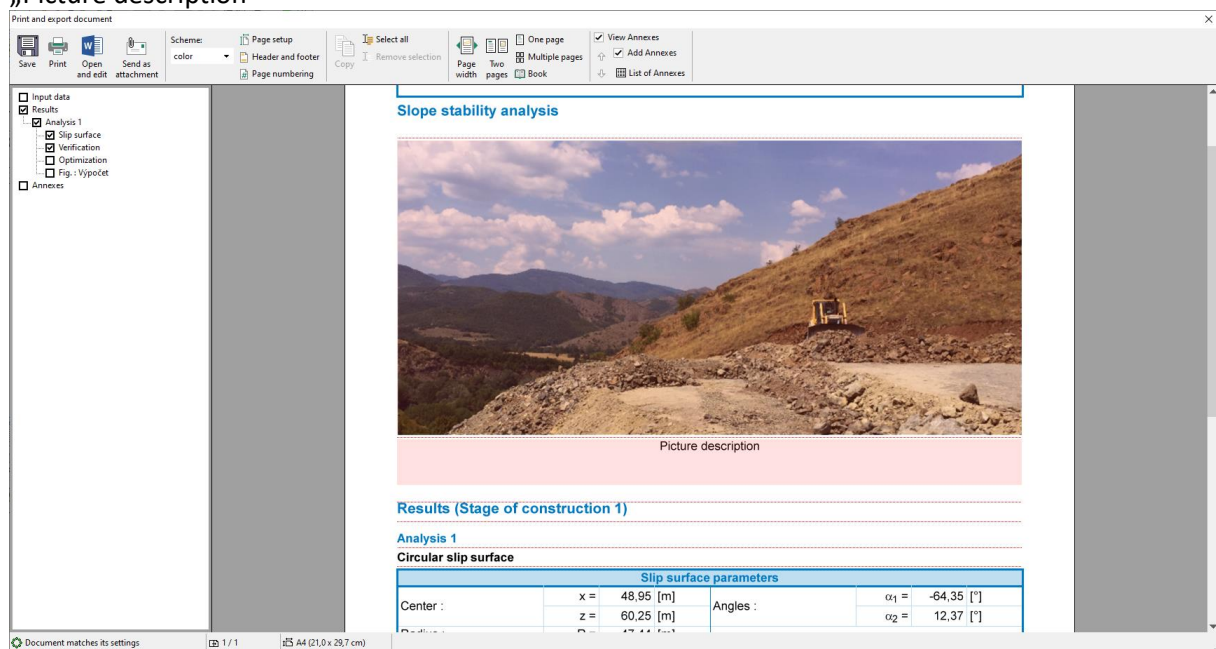 „Picture description
Print and export document
Save
Print
Open
and edit
Send as
attachment
Scheme:
color
Page setup
Header and footer
Page numbering
Copy
Select all
Remove selection
Page
width
Two
pages
One page
Multiple pages
Book
View Annexes
Add Annexes
List of Annexes
Input data
Results
Analysis 1
Slip surface
Verification
Optimization
Fig. : Výpočet
Annexes
Slope stability analysis
Picture description
Results (Stage of construction 1)
Analysis 1
Circular slip surface
Slip surface parameters
Center : x = 48,95 [m] Angles : α1 = -64,35 [°]
z = 60,25 [m] α2 = 12,37 [°]
Document matches its settings 1 / 1 A4 (21,0 x 29,7 cm)